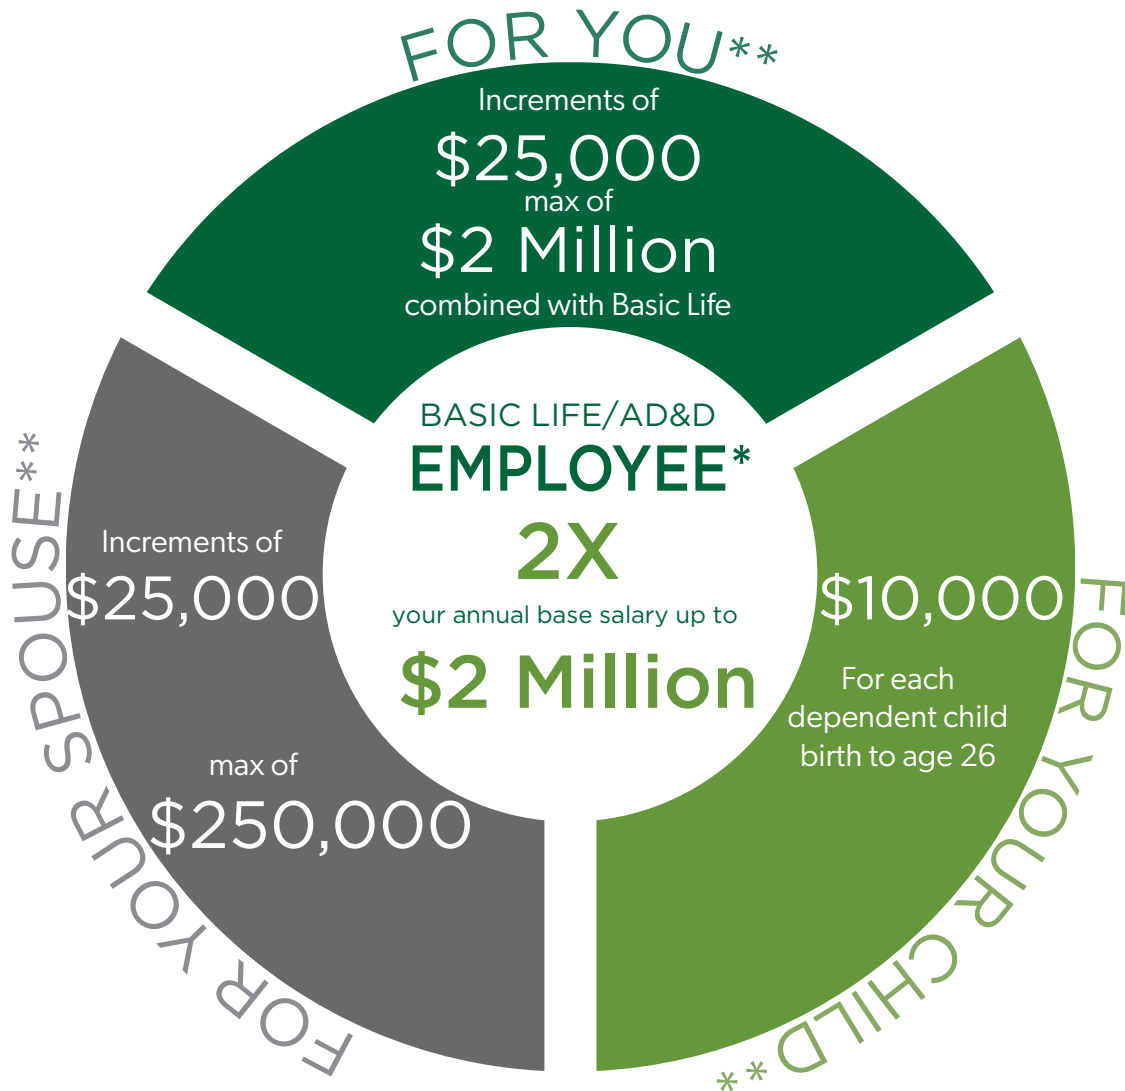 FOR YOU**
Increments of
$25,000
max of
$2 Million
combined with Basic Life
BASIC LIFE/AD&D
EMPLOYEE*
2X
your annual base salary up to
$2 Million
FOR YOUR SPOUSE**
Increments of
$25,000
max of
$250,000
FOR YOUR CHILD**
$10,000
For each
dependent child
birth to age 26